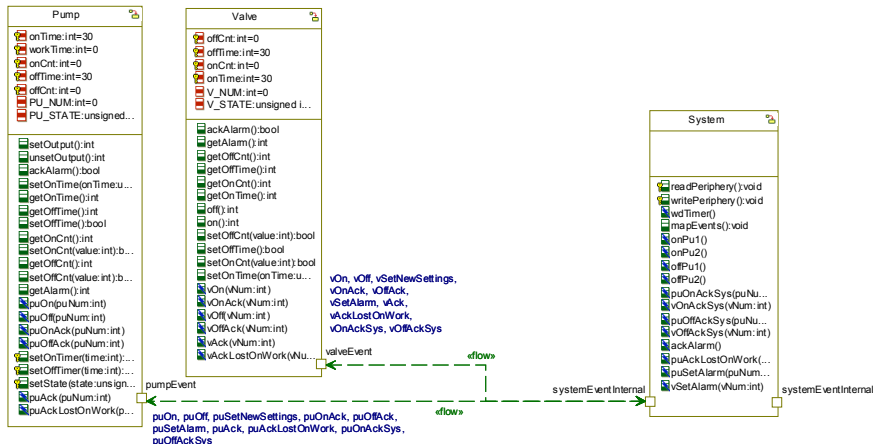 Pump
onTime:int=30
workTime:int=0
onCnt:int=0
offTime:int=30
offCnt:int=0
PU_NUM:int=0
PU_STATE:unsigned...
setOutput():int
unsetOutput():int
ackAlarm():bool
setOnTime(onTime:u...
getOnTime():int
getOffTime():int
setOffTime():bool
getOnCnt():int
setOnCnt(value:int):b...
getOffCnt():int
setOffCnt(value:int):b...
getAlarm():int
puOn(puNum:int)
puOff(puNum:int)
puOnAck(puNum:int)
puOffAck(puNum:int)
setOnTimer(time:int):...
setOffTimer(time:int):...
setState(state:unsign...
puAck(puNum:int)
puAckLostOnWork(p...
pumpEvent
Valve
offCnt:int=0
offTime:int=30
onCnt:int=0
onTime:int=30
V_NUM:int=0
V_STATE:unsigned i...
ackAlarm():bool
getAlarm():int
getOffCnt():int
getOffTime():int
getOnCnt():int
getOnTime():int
off():int
on():int
setOffCnt(value:int):bool
setOffTime():bool
setOnCnt(value:int):bool
setOnTime(onTime:u...
vOn(vNum:int)
vOnAck(vNum:int)
vOff(vNum:int)
vOffAck(vNum:int)
vAck(vNum:int)
vAckLostOnWork(vNu...
valveEvent
vOn, vOff, vSetNewSettings,
vOnAck, vOffAck,
vSetAlarm, vAck,
vAckLostOnWork,
vOnAckSys, vOffAckSys
«flow»
«flow»
puOn, puOff, puSetNewSettings, puOnAck, puOffAck,
puSetAlarm, puAck, puAckLostOnWork, puOnAckSys,
puOffAckSys
System
readPeriphery():void
writePeriphery():void
wdTimer()
mapEvents():void
onPu1()
onPu2()
offPu1()
offPu2()
puOnAckSys(puNu...
vOnAckSys(vNum:int)
puOffAckSys(puNu...
vOffAckSys(vNum:int)
ackAlarm()
puAckLostOnWork(...
puSetAlarm(puNum...
vSetAlarm(vNum:int)
systemEventInternal
systemEventInternal